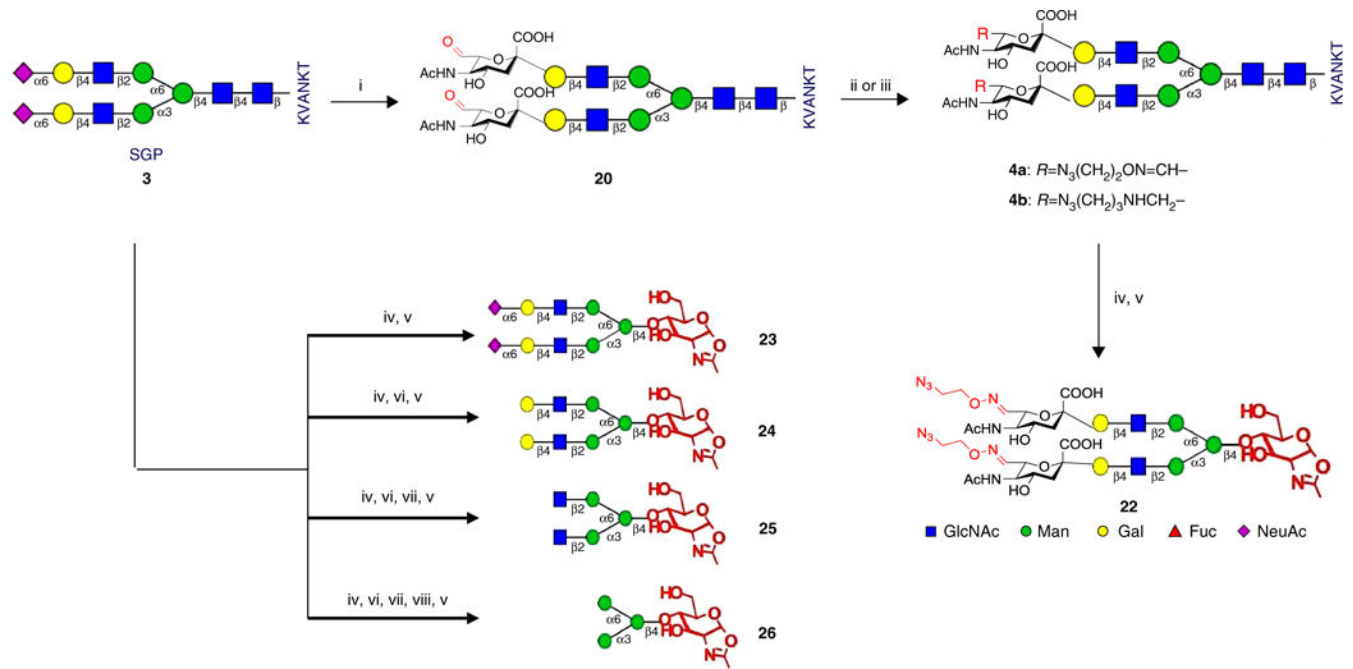 α6 β4 β2 α6
α6 β4 β2 α3
β4 β4 β
KVANKT
SGP
3
i
O O COOH
AcHN HO
O O COOH
AcHN HO
β4 β2 α6
β4 β2 α3
β4 β4 β
KVANKT
20
ii or iii
R O COOH
AcHN HO
R O COOH
AcHN HO
β4 β2 α6
β4 β2 α3
β4 β4 β
KVANKT
4a: R=N3(CH2)2ON=CH–
4b: R=N3(CH2)3NHCH2–
iv, v
iv, v
α6 β4 β2 α6
α6 β4 β2 α3
β4
HO O O HO N O
23
iv, vi, v
β4 β2 α6
β4 β2 α3
β4
HO O O HO N O
24
iv, vi, vii, v
β2 α6
β2 α3
β4
HO O O HO N O
25
iv, vi, vii, viii, v
α6
α3
β4
HO O O HO N O
26
N3 O N O COOH
AcHN HO
N3 O N O COOH
AcHN HO
β4 β2 α6
β4 β2 α3
β4
HO O O HO N O
22
GlcNAc Man Gal Fuc NeuAc